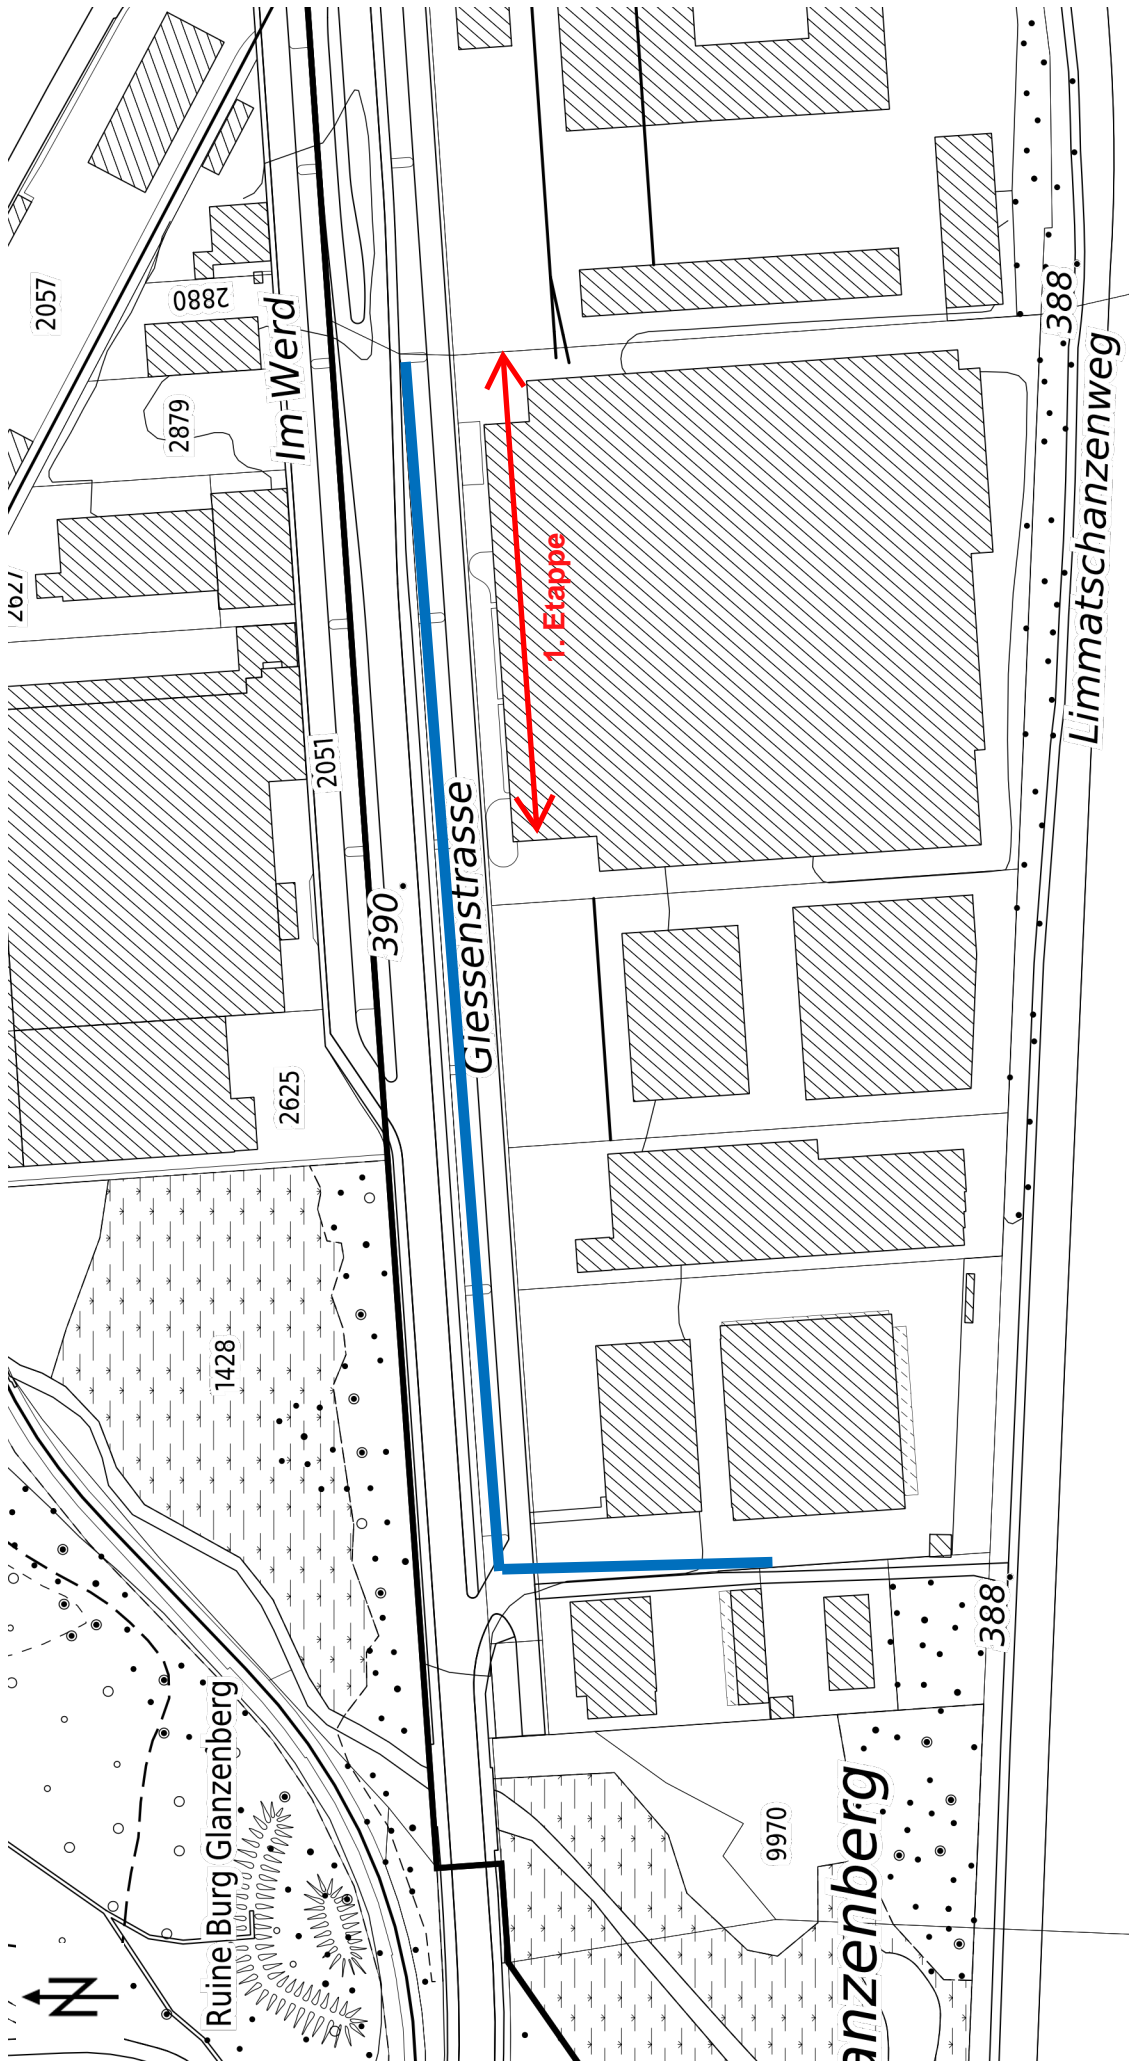 2627
2057
N
2879
2880
Ruine Burg Glanzenberg
1428
2625
Im Werd
2051
390
Giessenstrasse
1. Etappe
9970
anzenberg
388
388
Limmatschanzenweg